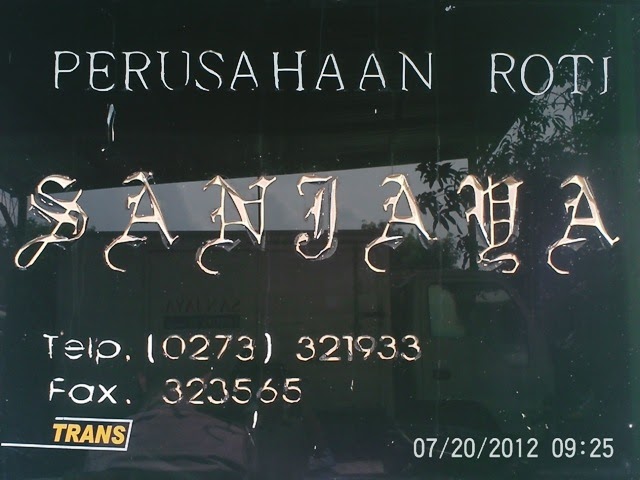 PERUSAHAAN ROTI
SANJAYA
Telp. (0273) 321933
Fax. 323565
TRANS
07/20/2012 09:25